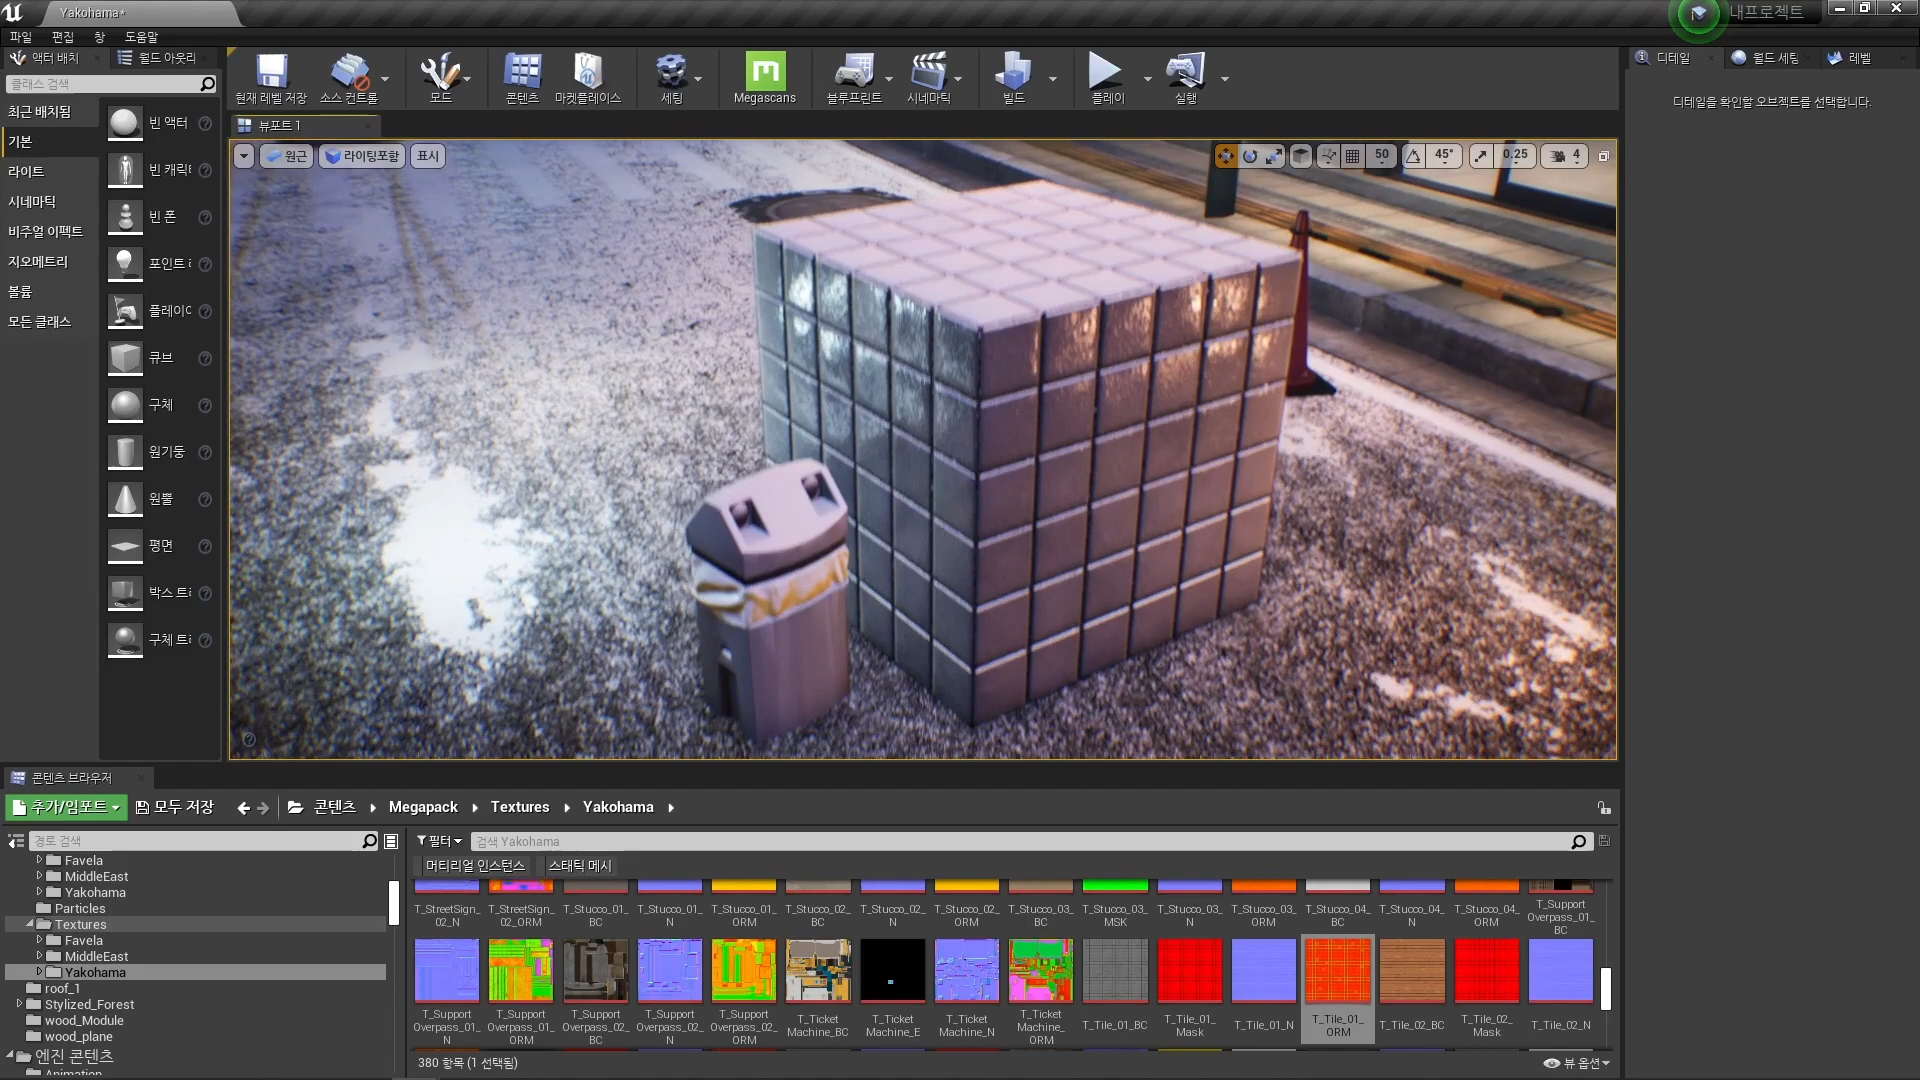 Yakohama*
내프로젝트
파일 편집 창 도움말
액터 배치
월드 아웃라
클래스 검색
최근 배치됨
기본
라이트
시네마틱
비주얼 이펙트
지오메트리
볼륨
모든 클래스
빈 액터
빈 캐릭터
빈 폰
포인트 라
플레이어
큐브
구체
원기둥
원뿔
평면
박스 트리
구체 트리
현재 레벨 저장
소스 컨트롤
모드
콘텐츠
마켓플레이스
세팅
Megascans
블루프린트
시네마틱
빌드
플레이
실행
뷰포트 1
원근
라이팅포함
표시
50
45°
0.25
4
디테일
월드 세팅
레벨
디테일을 확인할 오브젝트를 선택합니다.
콘텐츠 브라우저
추가/임포트
모두 저장
콘텐츠
Megapack
Textures
Yakohama
경로 검색
Favela
MiddleEast
Yakohama
Particles
Textures
Favela
MiddleEast
Yakohama
roof_1
Stylized_Forest
wood_Module
wood_plane
엔진 콘텐츠
Animation
필터
검색 Yakohama
머티리얼 인스턴스
스태틱 메시
T_StreetSign_02_N
T_StreetSign_02_ORM
T_Stucco_01_BC
T_Stucco_01_N
T_Stucco_01_ORM
T_Stucco_02_BC
T_Stucco_02_N
T_Stucco_02_ORM
T_Stucco_03_BC
T_Stucco_03_MSK
T_Stucco_03_N
T_Stucco_03_ORM
T_Stucco_04_BC
T_Stucco_04_N
T_Stucco_04_ORM
T_Support Overpass_01_BC
T_Support Overpass_01_N
T_Support Overpass_01_ORM
T_Support Overpass_02_BC
T_Support Overpass_02_N
T_Support Overpass_02_ORM
T_Ticket Machine_BC
T_Ticket Machine_E
T_Ticket Machine_N
T_Ticket Machine_ORM
T_Tile_01_BC
T_Tile_01_Mask
T_Tile_01_N
T_Tile_01_ORM
T_Tile_02_BC
T_Tile_02_Mask
T_Tile_02_N
380 항목 (1 선택됨)
뷰 옵션